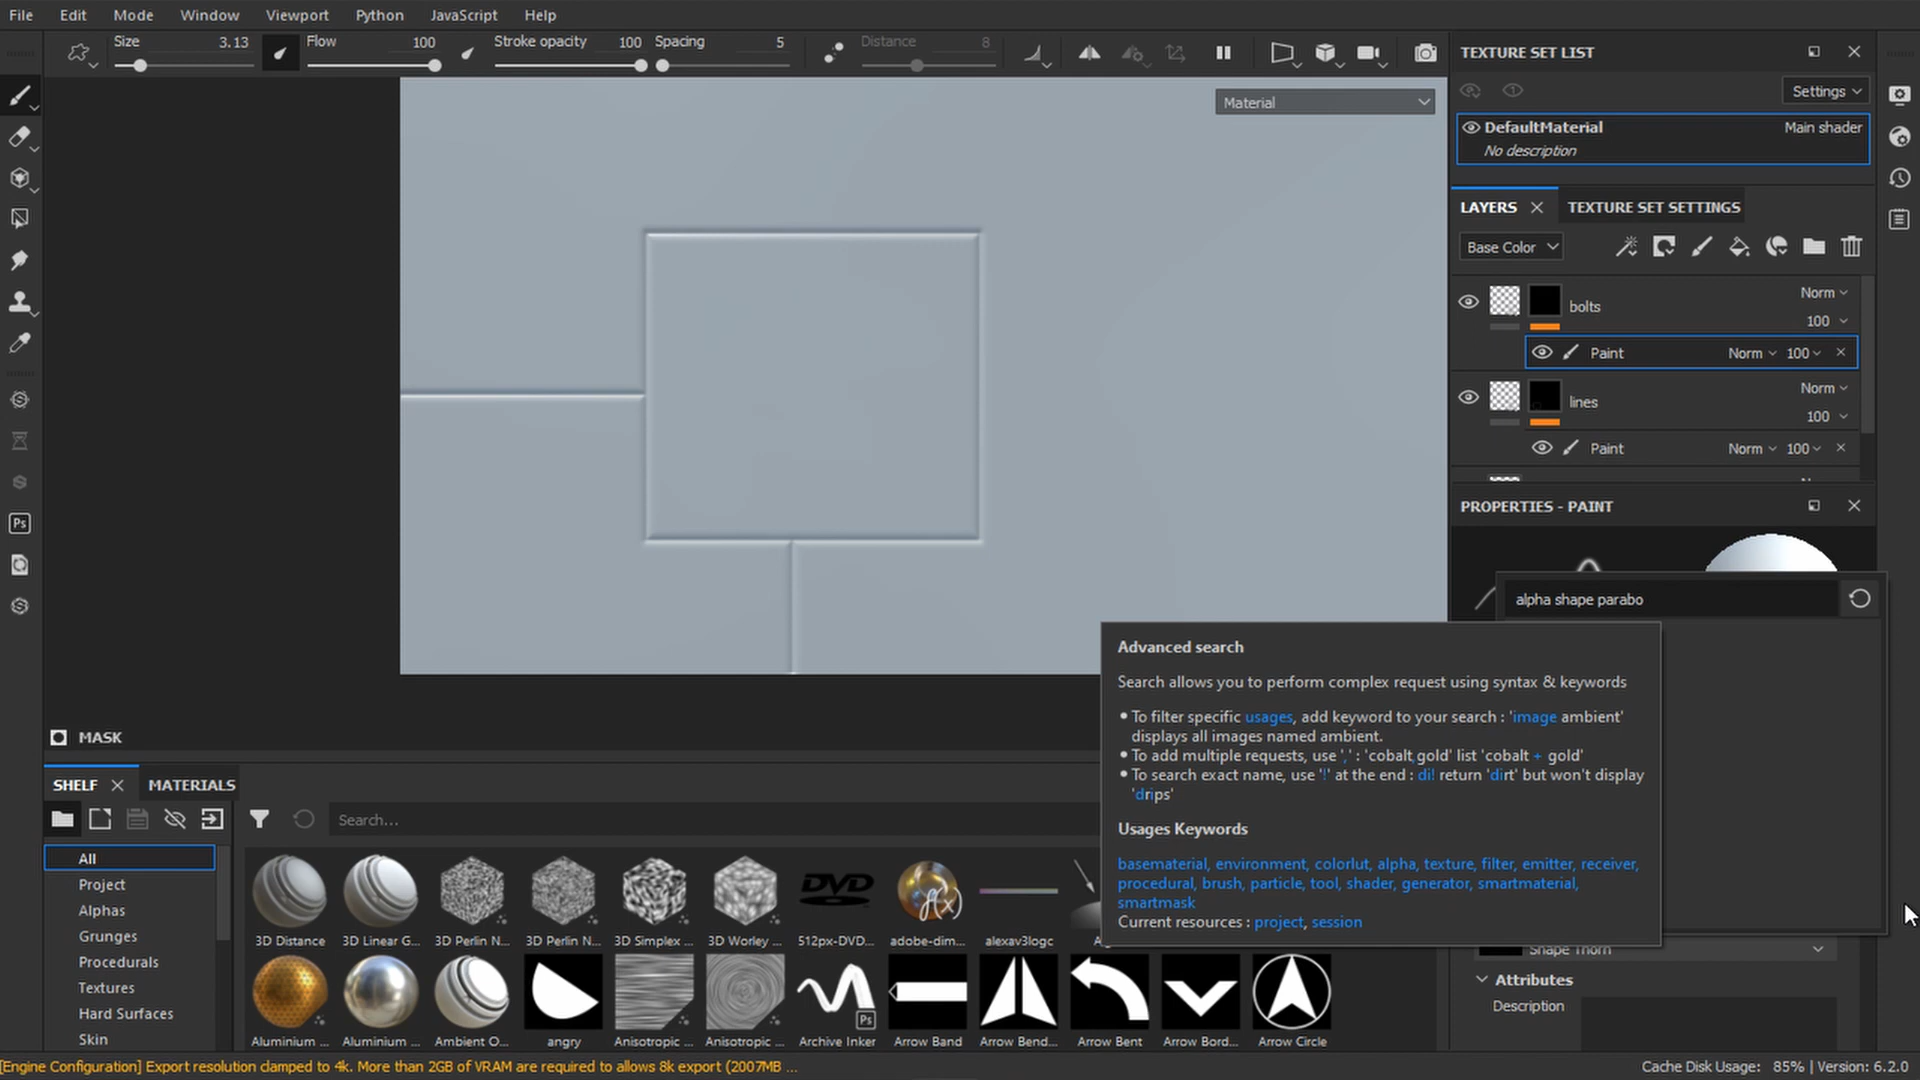 File Edit Mode Window Viewport Python JavaScript Help
Size 3.13 Flow 100 Stroke opacity 100 Spacing 5 Distance 8
Material
TEXTURE SET LIST
Settings
DefaultMaterial Main shader
No description
LAYERS TEXTURE SET SETTINGS
Base Color
bolts Norm
100
Paint Norm 100
lines Norm
100
Paint Norm 100
PROPERTIES - PAINT
alpha shape parabo
Advanced search
Search allows you to perform complex request using syntax & keywords
To filter specific usages, add keyword to your search : 'image ambient'
displays all images named ambient.
To add multiple requests, use ',' : 'cobalt,gold' list 'cobalt + gold'
To search exact name, use '!' at the end : di! return 'dirt' but won't display
'drips'
Usages Keywords
basematerial, environment, colorlut, alpha, texture, filter, emitter, receiver,
procedural, brush, particle, tool, shader, generator, smartmaterial,
smartmask
Current resources : project, session
Shape Thorn
Attributes
Description
MASK
SHELF MATERIALS
Search...
All
Project
Alphas
Grunges
Procedurals
Textures
Hard Surfaces
Skin
3D Distance 3D Linear G... 3D Perlin N... 3D Perlin N... 3D Simplex ... 3D Worley ... 512px-DVD... adobe-dim... alexav3logc
DVD
f(x)
Aluminium ... Aluminium ... Ambient O... angry Anisotropic ... Anisotropic ... Archive Inker Arrow Band Arrow Bend... Arrow Bent Arrow Bord... Arrow Circle
Ps
Ps
[Engine Configuration] Export resolution clamped to 4k. More than 2GB of VRAM are required to allows 8k export (2007MB ...
Cache Disk Usage: 85% | Version: 6.2.0